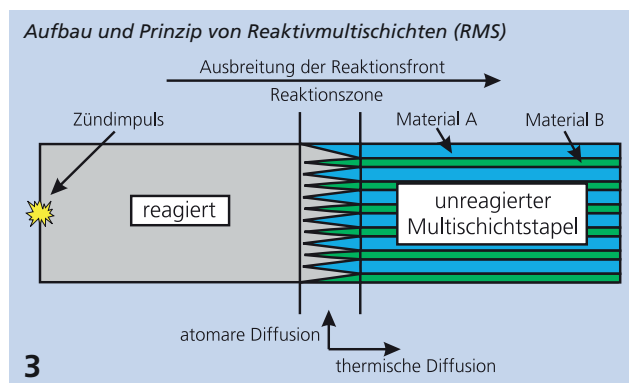 Aufbau und Prinzip von Reaktivmultischichten (RMS)
Ausbreitung der Reaktionsfront
Reaktionszone
Zündimpuls
Material A
Material B
reagiert
unreagierter
Multischichtstapel
atomare Diffusion
thermische Diffusion
3